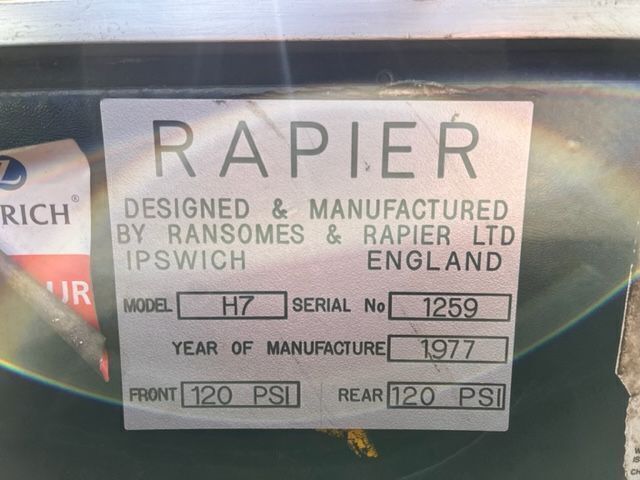 RAPIER
DESIGNED & MANUFACTURED
BY RANSOMES & RAPIER LTD
IPSWICH ENGLAND
MODEL H7 SERIAL No 1259
YEAR OF MANUFACTURE 1977
FRONT 120 PSI REAR 120 PSI
RICH®
UR